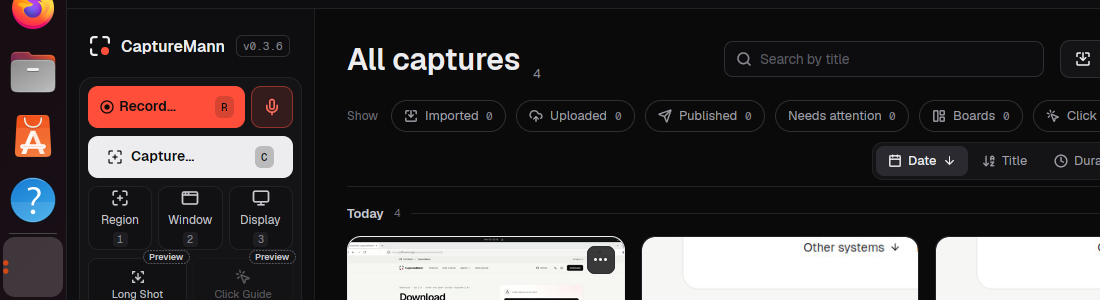 CaptureMann v0.3.6
Record... R
Capture... C
Region Window Display
1 2 3
Preview Preview
Long Shot Click Guide
All captures 4
Search by title
Show Imported 0 Uploaded 0 Published 0 Needs attention 0 Boards 0 Click
Date ↓ Title Dura
Today 4
CaptureMann
Download
Other systems ↓